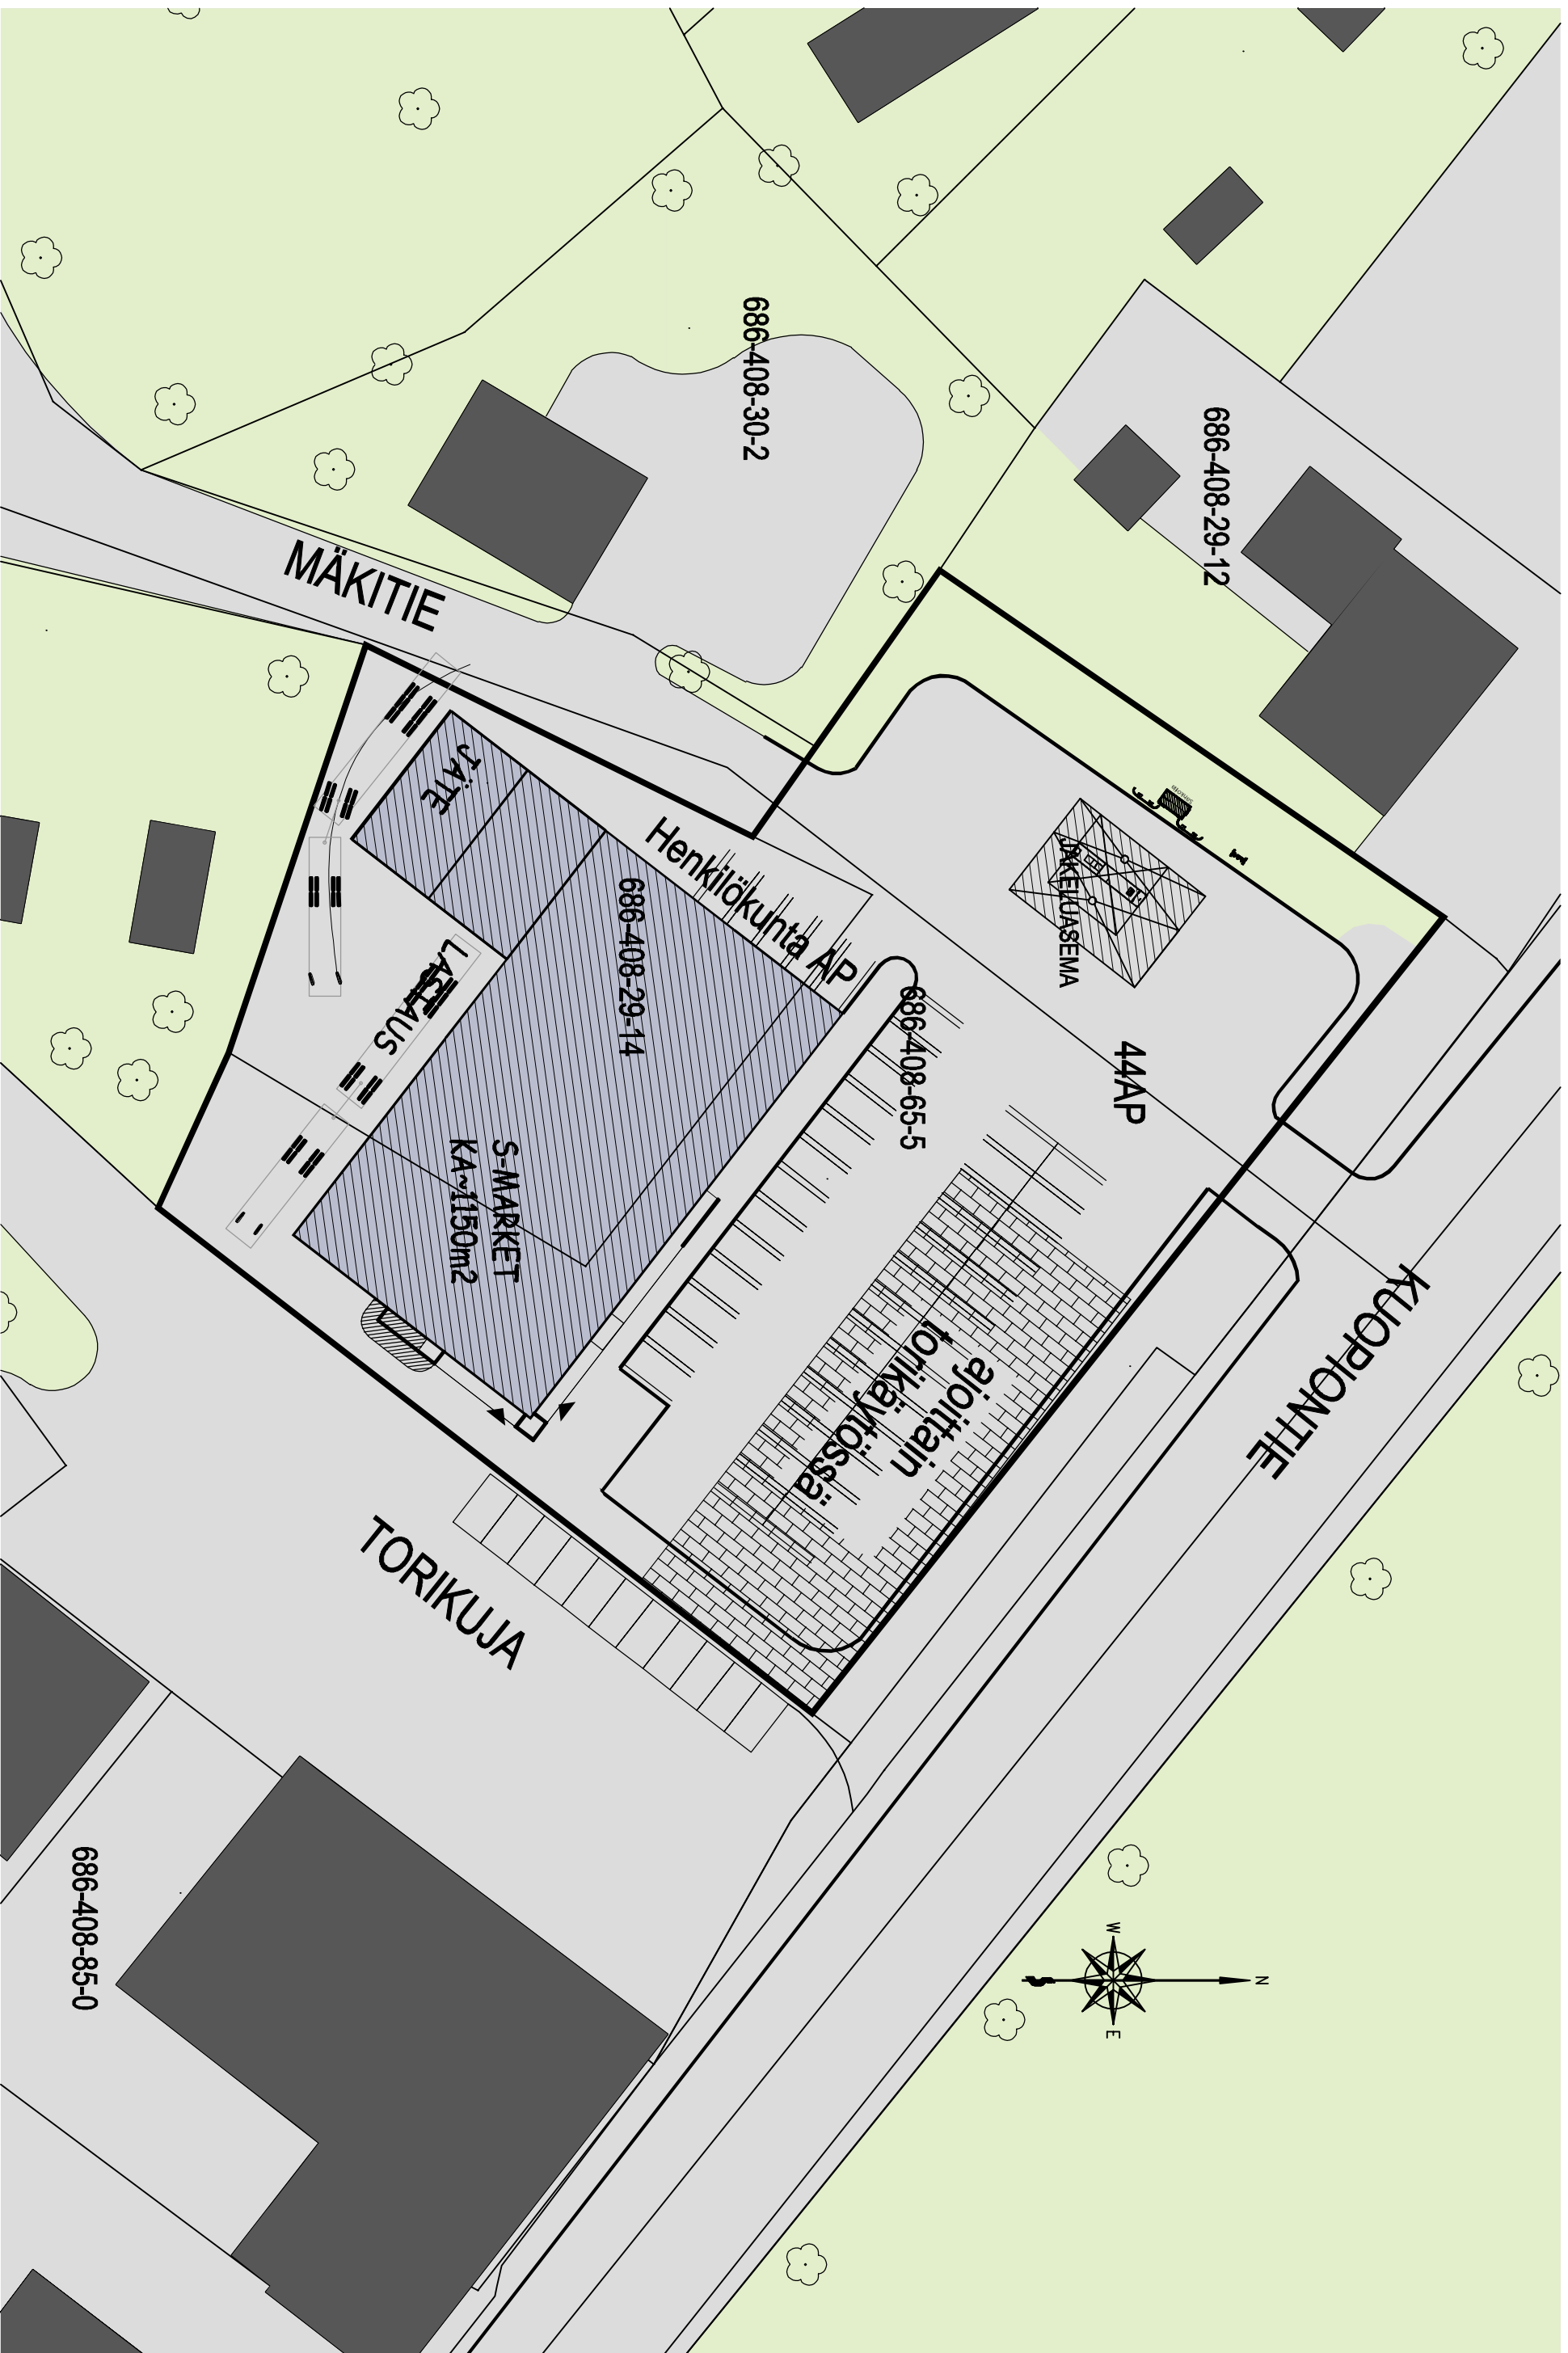 686-408-30-2
686-408-29-12
MÄKITIE
JÄTE
Henkilökunta AP
686-408-29-14
JAKELUASEMA
LASTAUS
686-408-65-5
44AP
S-MARKET
KA~1150m2
ajoittain
torikäytössä
KUOPIONTIE
TORIKUJA
686-408-85-0
N
W
E
S